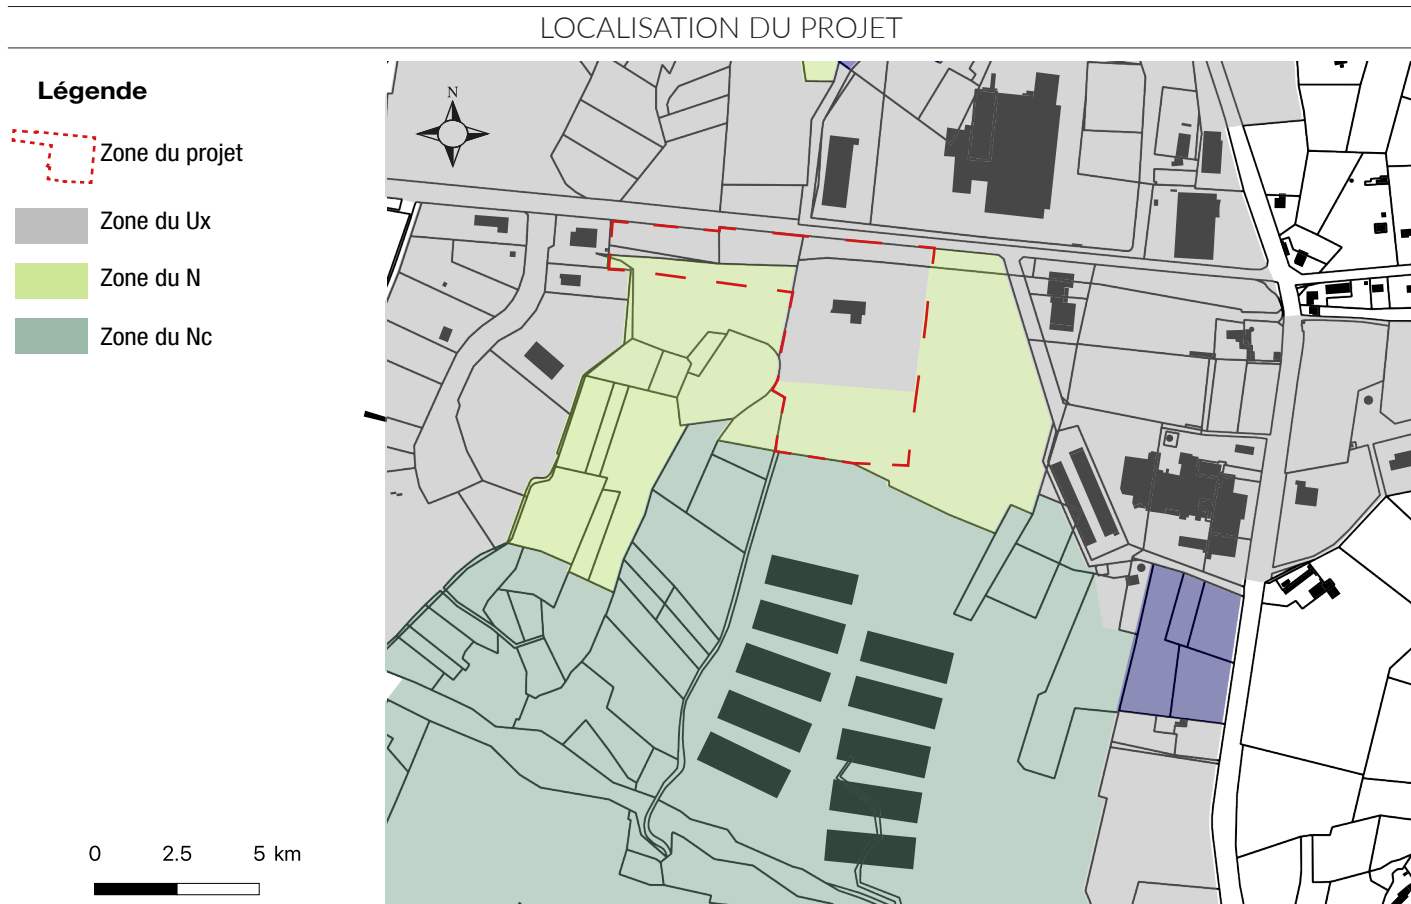 LOCALISATION DU PROJET
Légende
Zone du projet
Zone du Ux
Zone du N
Zone du Nc
N
0 2.5 5 km